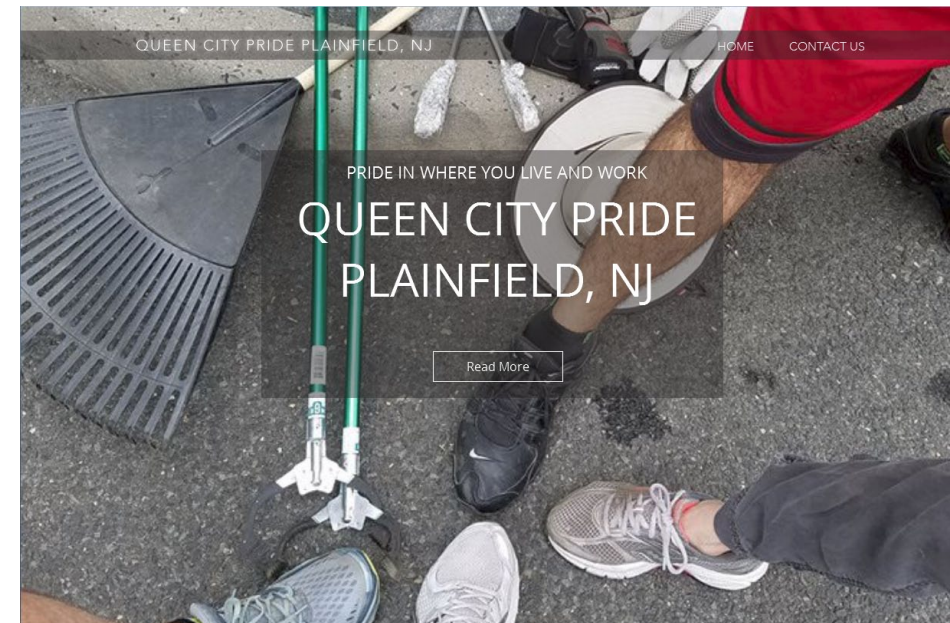 QUEEN CITY PRIDE PLAINFIELD, NJ
HOME CONTACT US
PRIDE IN WHERE YOU LIVE AND WORK
QUEEN CITY PRIDE
PLAINFIELD, NJ
Read More